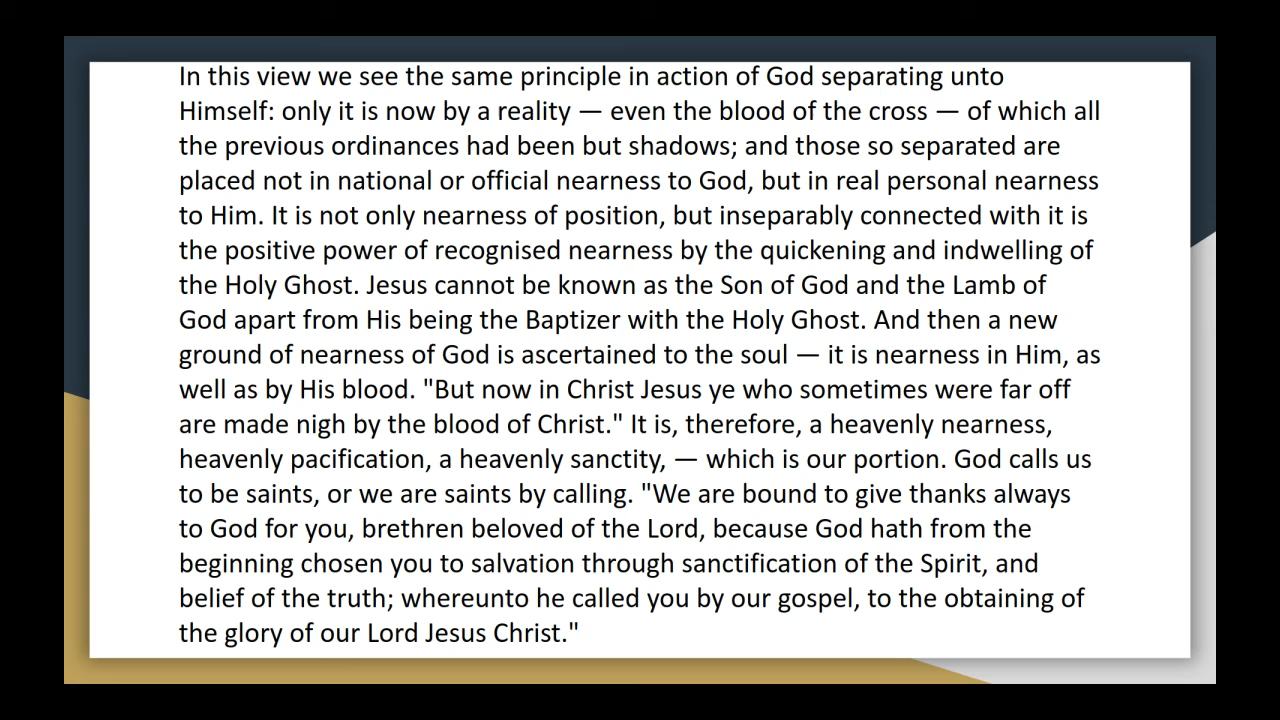 In this view we see the same principle in action of God separating unto
Himself: only it is now by a reality — even the blood of the cross — of which all
the previous ordinances had been but shadows; and those so separated are
placed not in national or official nearness to God, but in real personal nearness
to Him. It is not only nearness of position, but inseparably connected with it is
the positive power of recognised nearness by the quickening and indwelling of
the Holy Ghost. Jesus cannot be known as the Son of God and the Lamb of
God apart from His being the Baptizer with the Holy Ghost. And then a new
ground of nearness of God is ascertained to the soul — it is nearness in Him, as
well as by His blood. "But now in Christ Jesus ye who sometimes were far off
are made nigh by the blood of Christ." It is, therefore, a heavenly nearness,
heavenly pacification, a heavenly sanctity, — which is our portion. God calls us
to be saints, or we are saints by calling. "We are bound to give thanks always
to God for you, brethren beloved of the Lord, because God hath from the
beginning chosen you to salvation through sanctification of the Spirit, and
belief of the truth; whereunto he called you by our gospel, to the obtaining of
the glory of our Lord Jesus Christ."